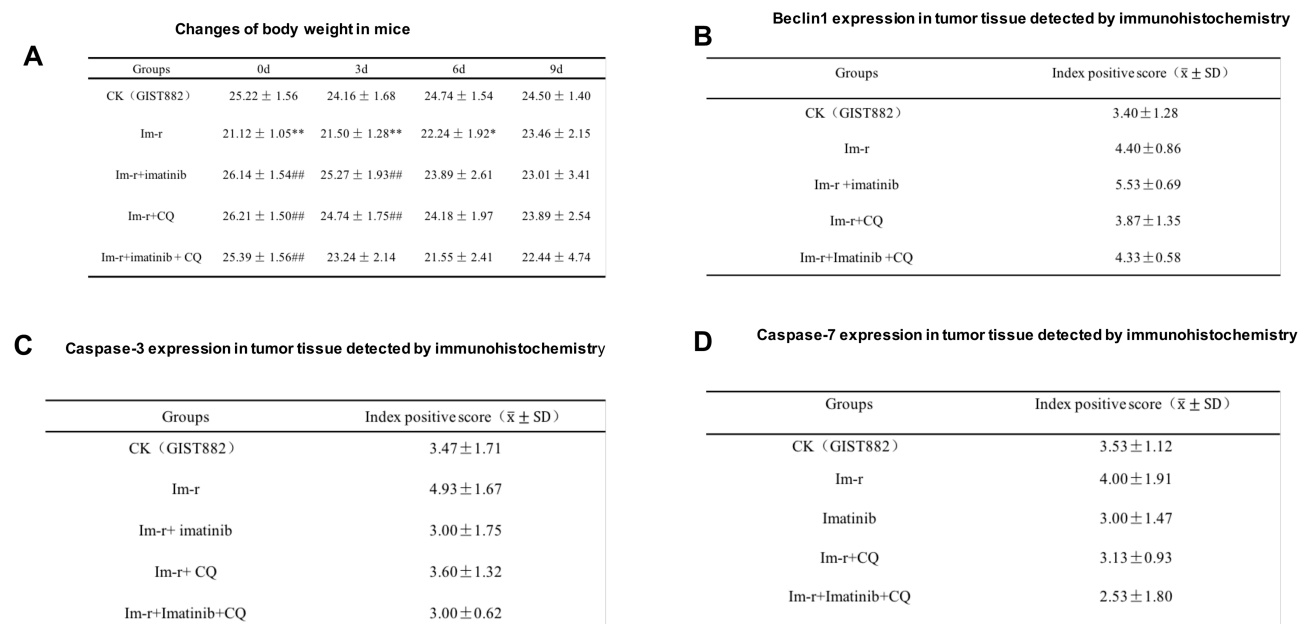 A
Changes of body weight in mice
Groups 0d 3d 6d 9d
CK（GIST882） 25.22 ± 1.56 24.16 ± 1.68 24.74 ± 1.54 24.50 ± 1.40
Im-r 21.12 ± 1.05** 21.50 ± 1.28** 22.24 ± 1.92* 23.46 ± 2.15
Im-r+imatinib 26.14 ± 1.54## 25.27 ± 1.93## 23.89 ± 2.61 23.01 ± 3.41
Im-r+CQ 26.21 ± 1.50## 24.74 ± 1.75## 24.18 ± 1.97 23.89 ± 2.54
Im-r+imatinib + CQ 25.39 ± 1.56## 23.24 ± 2.14 21.55 ± 2.41 22.44 ± 4.74
B
Beclin1 expression in tumor tissue detected by immunohistochemistry
Groups Index positive score（x̄ ± SD）
CK（GIST882） 3.40±1.28
Im-r 4.40±0.86
Im-r +imatinib 5.53±0.69
Im-r+CQ 3.87±1.35
Im-r+Imatinib +CQ 4.33±0.58
C
Caspase-3 expression in tumor tissue detected by immunohistochemistry
Groups Index positive score（x̄ ± SD）
CK（GIST882） 3.47±1.71
Im-r 4.93±1.67
Im-r+ imatinib 3.00±1.75
Im-r+ CQ 3.60±1.32
Im-r+Imatinib+CQ 3.00±0.62
D
Caspase-7 expression in tumor tissue detected by immunohistochemistry
Groups Index positive score（x̄ ± SD）
CK（GIST882） 3.53±1.12
Im-r 4.00±1.91
Imatinib 3.00±1.47
Im-r+CQ 3.13±0.93
Im-r+Imatinib+CQ 2.53±1.80